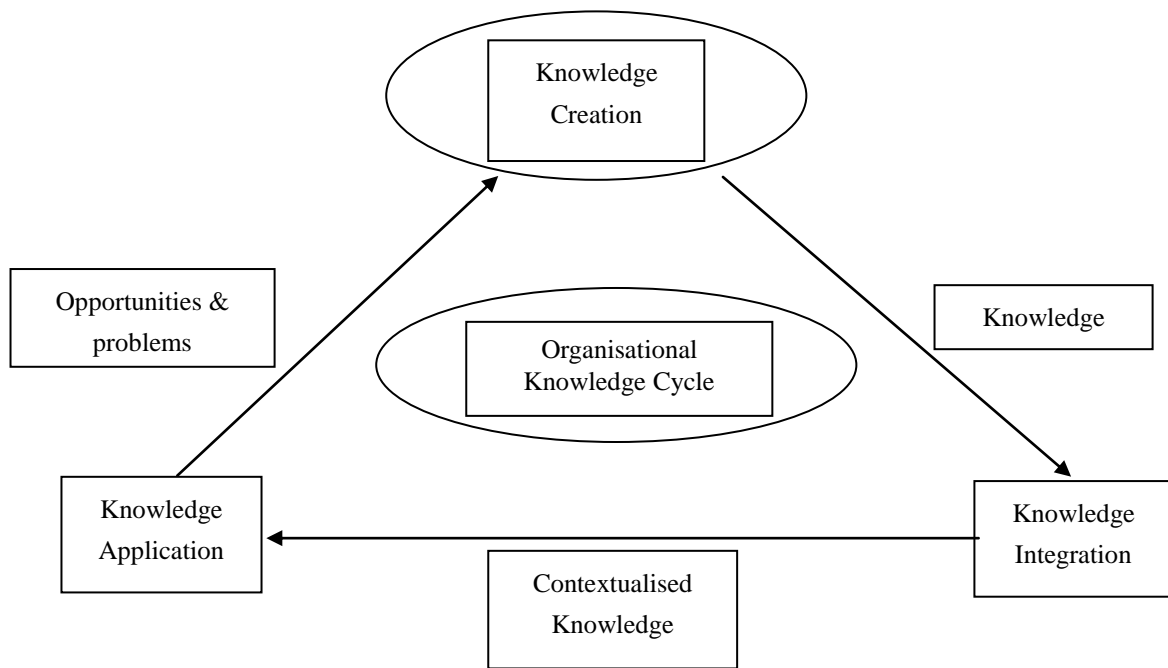 Knowledge
Creation
Opportunities &
problems
Knowledge
Organisational
Knowledge Cycle
Knowledge
Application
Knowledge
Integration
Contextualised
Knowledge